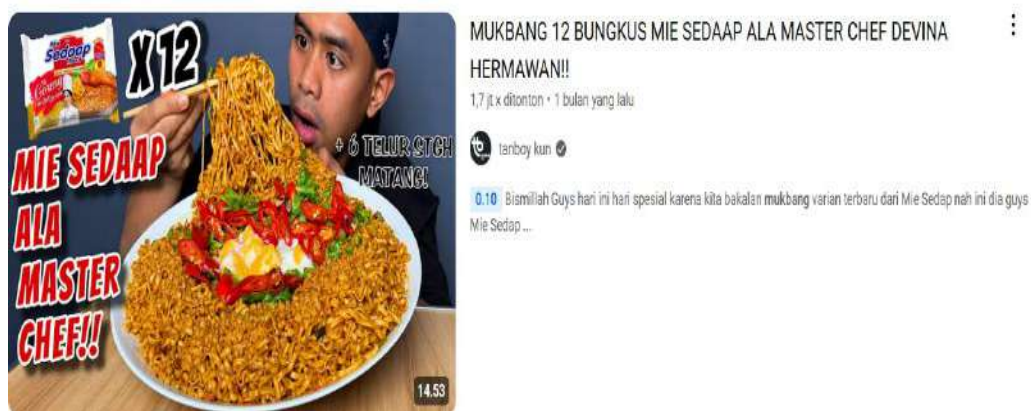 Mie
Sedaap
Goreng
X 12
MIE SEDAAP
ALA
MASTER
CHEF!!
+ 6 TELUR STGH
MATANG!
14.53
MUKBANG 12 BUNGKUS MIE SEDAAP ALA MASTER CHEF DEVINA
HERMAWAN!!
1,7 jt x ditonton • 1 bulan yang lalu
tanboy kun
0.10 Bismillah Guys hari ini hari spesial karena kita bakalan mukbang varian terbaru dari Mie Sedap nah ini dia guys
Mie Sedap ...